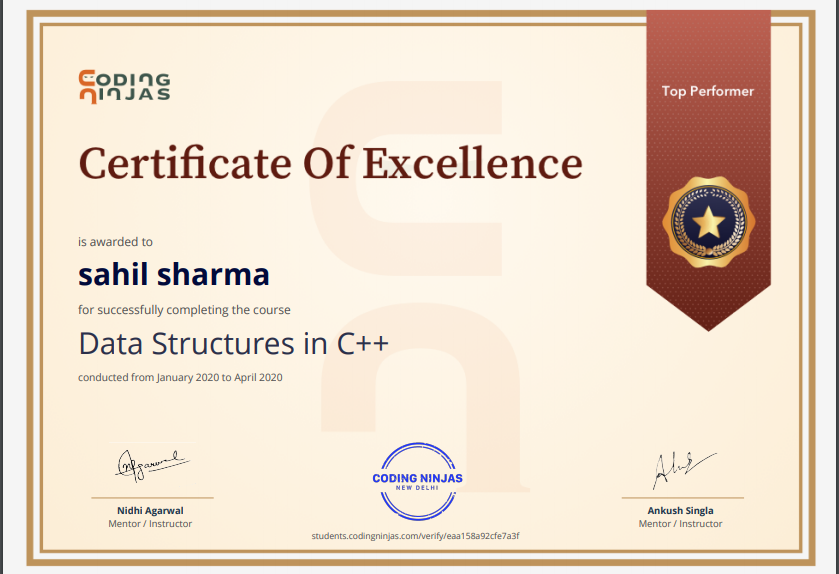 CODING
NINJAS
Top Performer
Certificate Of Excellence
is awarded to
sahil sharma
for successfully completing the course
Data Structures in C++
conducted from January 2020 to April 2020
CODING NINJAS
NEW DELHI
Nidhi Agarwal
Mentor / Instructor
Ankush Singla
Mentor / Instructor
students.codingninjas.com/verify/eaa158a92cfe7a3f